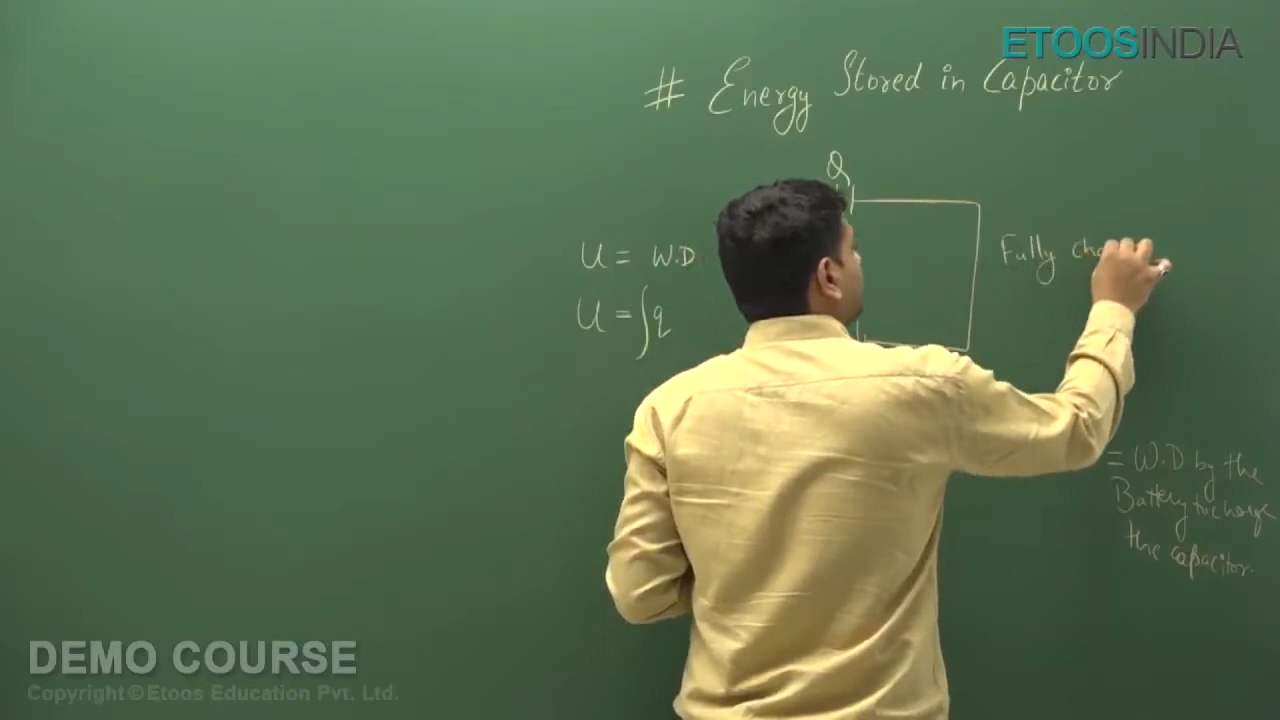 ETOOSINDIA
# Energy Stored in Capacitor
Q
U = W.D.
U = ∫q
Fully cha
= W.D by the
Battery to charge
the capacitor.
DEMO COURSE
Copyright © Etoos Education Pvt. Ltd.